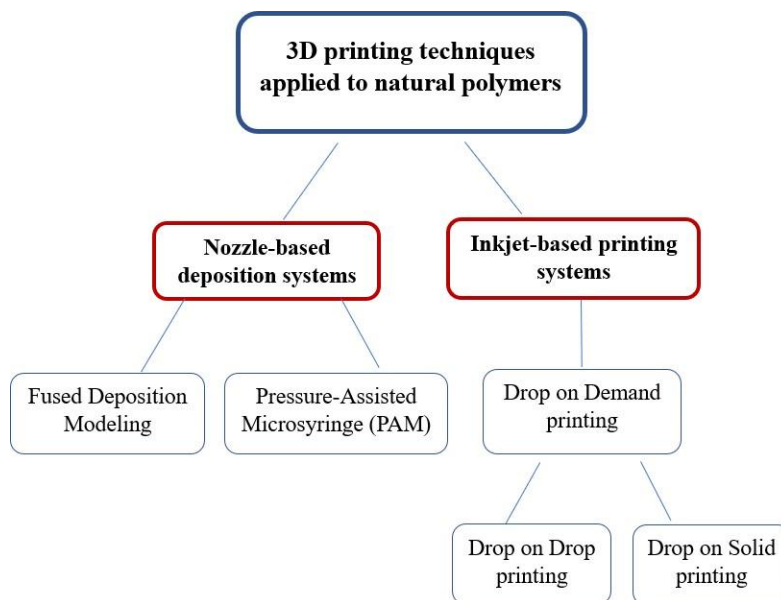 3D printing techniques
applied to natural polymers
Nozzle-based
deposition systems
Inkjet-based printing
systems
Fused Deposition
Modeling
Pressure-Assisted
Microsyringe (PAM)
Drop on Demand
printing
Drop on Drop
printing
Drop on Solid
printing